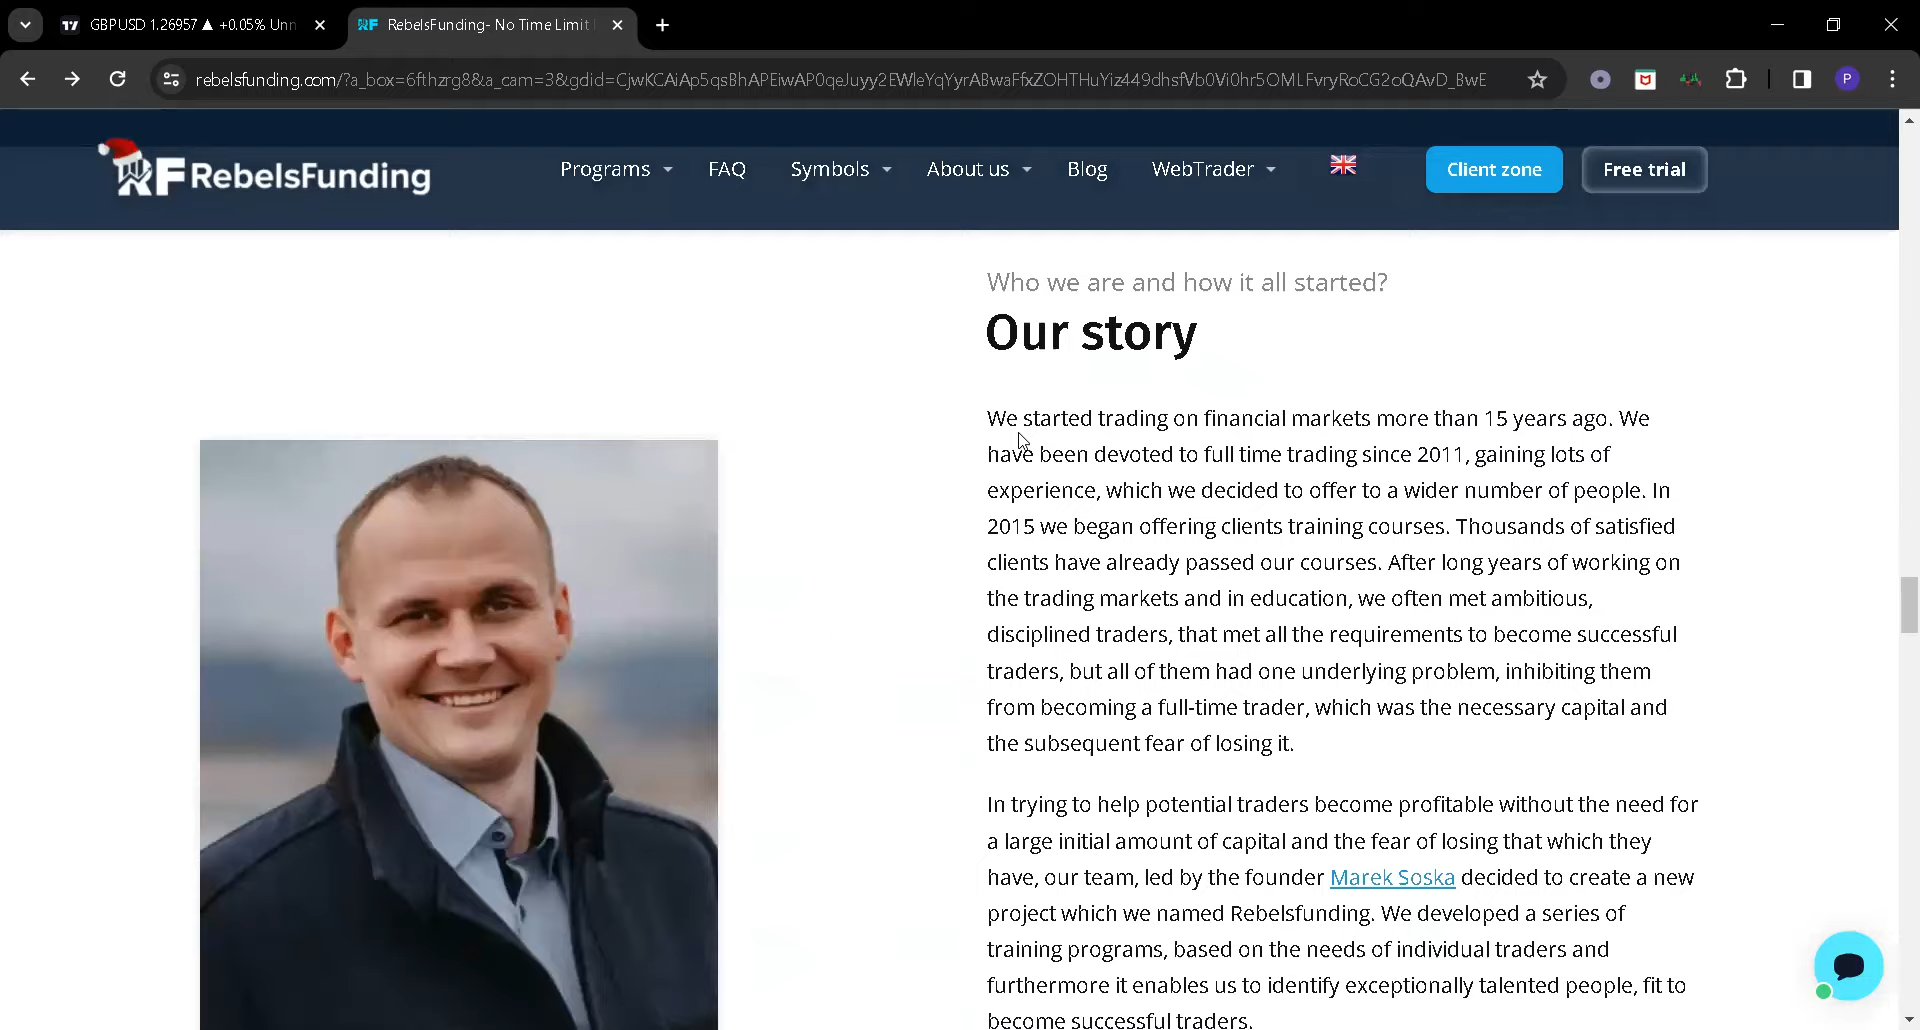 GBPUSD 1.26957 ▲ +0.05% Unn
RebelsFunding- No Time Limit
rebelsfunding.com/?a_box=6fthzrg8&a_cam=3&gdid=CjwKCAiAp5qsBhAPEiwAP0qeJuyy2EWleYqYyrABwaFfxZOHTHuYiz449dhsfVb0Vi0hr5OMLFvryRoCG2oQAvD_BwE
P
RF RebelsFunding
Programs
FAQ
Symbols
About us
Blog
WebTrader
Client zone
Free trial
Who we are and how it all started?
Our story
We started trading on financial markets more than 15 years ago. We
have been devoted to full time trading since 2011, gaining lots of
experience, which we decided to offer to a wider number of people. In
2015 we began offering clients training courses. Thousands of satisfied
clients have already passed our courses. After long years of working on
the trading markets and in education, we often met ambitious,
disciplined traders, that met all the requirements to become successful
traders, but all of them had one underlying problem, inhibiting them
from becoming a full-time trader, which was the necessary capital and
the subsequent fear of losing it.
In trying to help potential traders become profitable without the need for
a large initial amount of capital and the fear of losing that which they
have, our team, led by the founder Marek Soska decided to create a new
project which we named Rebelsfunding. We developed a series of
training programs, based on the needs of individual traders and
furthermore it enables us to identify exceptionally talented people, fit to
become successful traders.